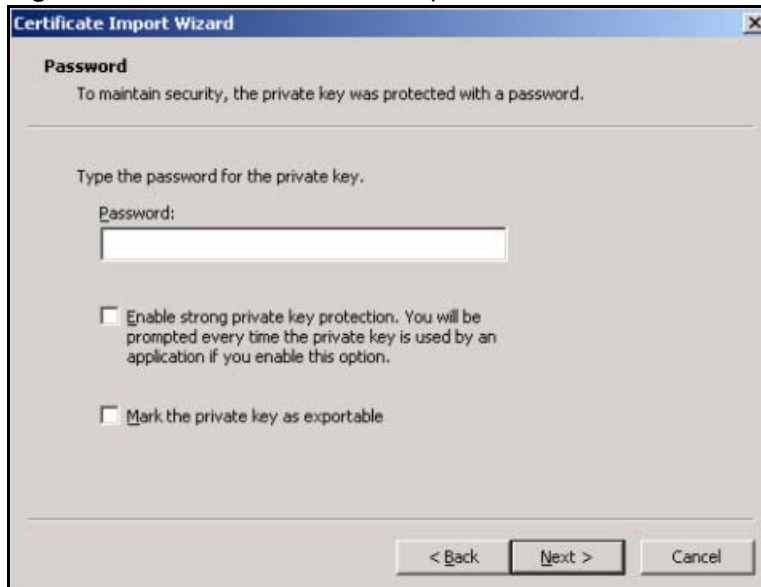 Certificate Import Wizard
Password
To maintain security, the private key was protected with a password.
Type the password for the private key.
Password:
Enable strong private key protection. You will
prompted every time the private key is used by an
application if you enable this option.
Mark the private key as exportable
< Back
Next >
Cancel